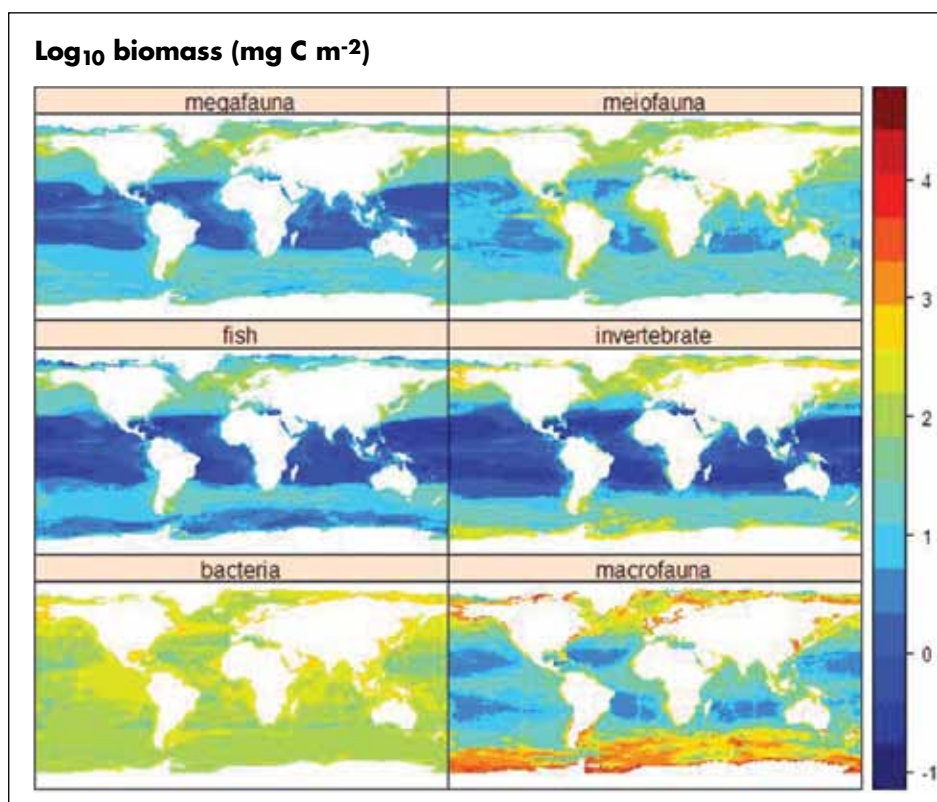 Log10 biomass (mg C m-2)
megafauna meiofauna
fish invertebrate
bacteria macrofauna
4
3
2
1
0
-1